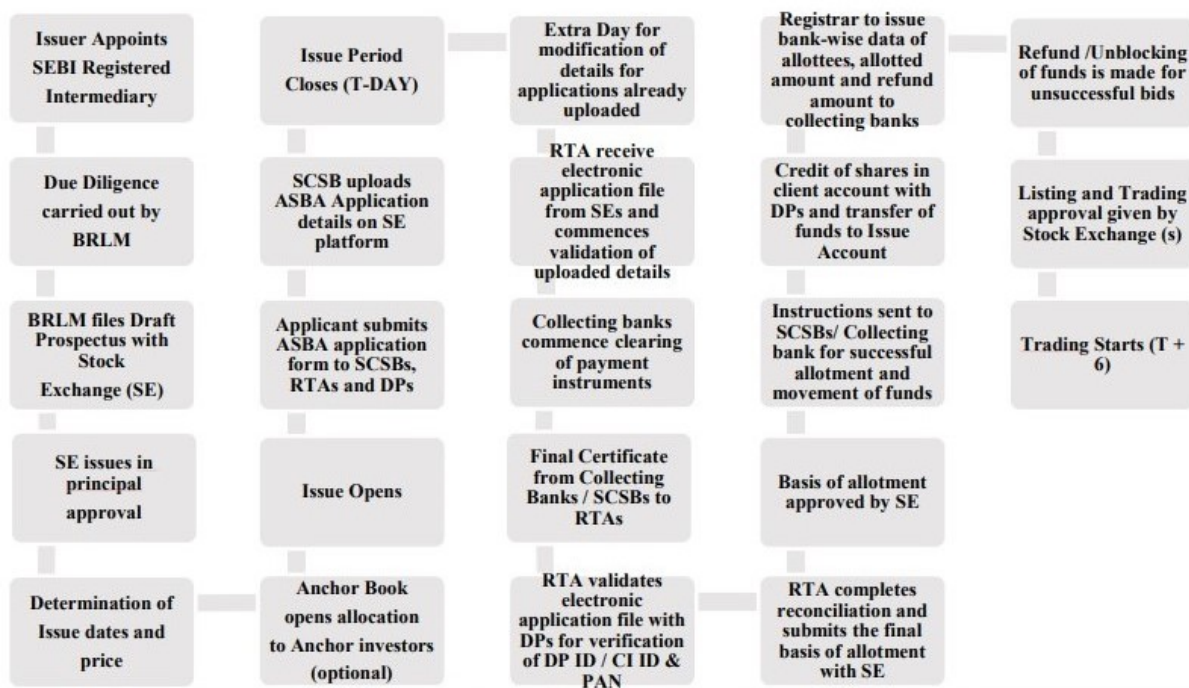 Issuer Appoints
SEBI Registered
Intermediary
Due Diligence
carried out by
BRLM
BRLM files Draft
Prospectus with
Stock
Exchange (SE)
SE issues in
principal
approval
Determination of
Issue dates and
price
Anchor Book
opens allocation
to Anchor investors
(optional)
Issue Opens
Applicant submits
ASBA application
form to SCSBs,
RTAs and DPs
SCSB uploads
ASBA Application
details on SE
platform
Issue Period
Closes (T-DAY)
Extra Day for
modification of
details for
applications already
uploaded
RTA receive
electronic
application file
from SEs and
commences
validation of
uploaded details
Collecting banks
commence clearing
of payment
instruments
Final Certificate
from Collecting
Banks / SCSBs to
RTAs
RTA validates
electronic
application file with
DPs for verification
of DP ID / CI ID &
PAN
RTA completes
reconciliation and
submits the final
basis of allotment
with SE
Basis of allotment
approved by SE
Instructions sent to
SCSBs/ Collecting
bank for successful
allotment and
movement of funds
Credit of shares in
client account with
DPs and transfer of
funds to Issue
Account
Registrar to issue
bank-wise data of
allottees, allotted
amount and refund
amount to
collecting banks
Refund /Unblocking
of funds is made for
unsuccessful bids
Listing and Trading
approval given by
Stock Exchange (s)
Trading Starts (T +
6)